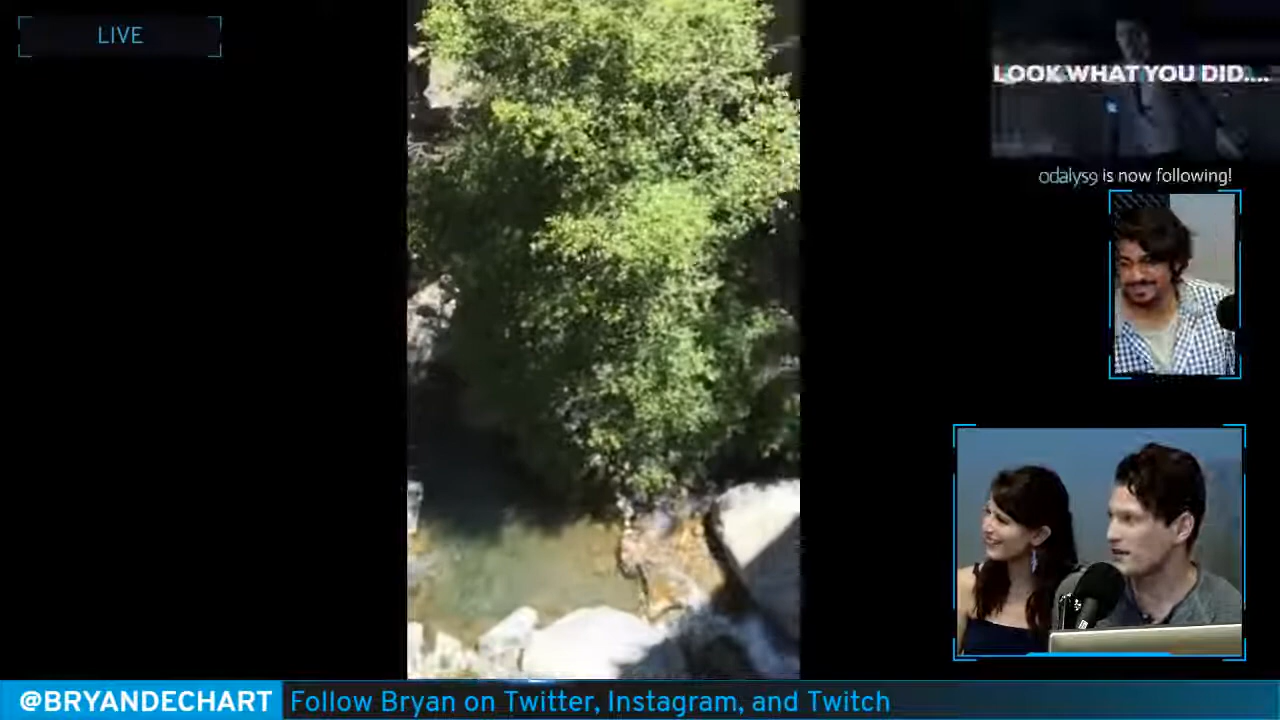 LIVE
LOOK WHAT YOU DID....
odalys9 is now following!
@BRYANDECHART
Follow Bryan on Twitter, Instagram, and Twitch